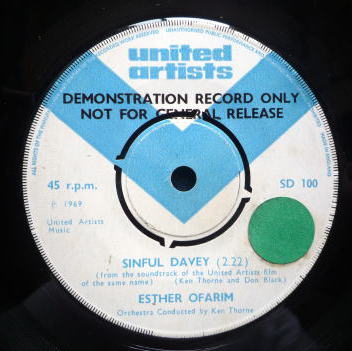 united
artists
DEMONSTRATION RECORD ONLY
NOT FOR GENERAL RELEASE
45 r.p.m.
SD 100
℗ 1969
United Artists
Music
SINFUL DAVEY (2.22)
(from the soundtrack of the United Artists film
of the same name) (Ken Thorne and Don Black)
ESTHER OFARIM
Orchestra Conducted by Ken Thorne